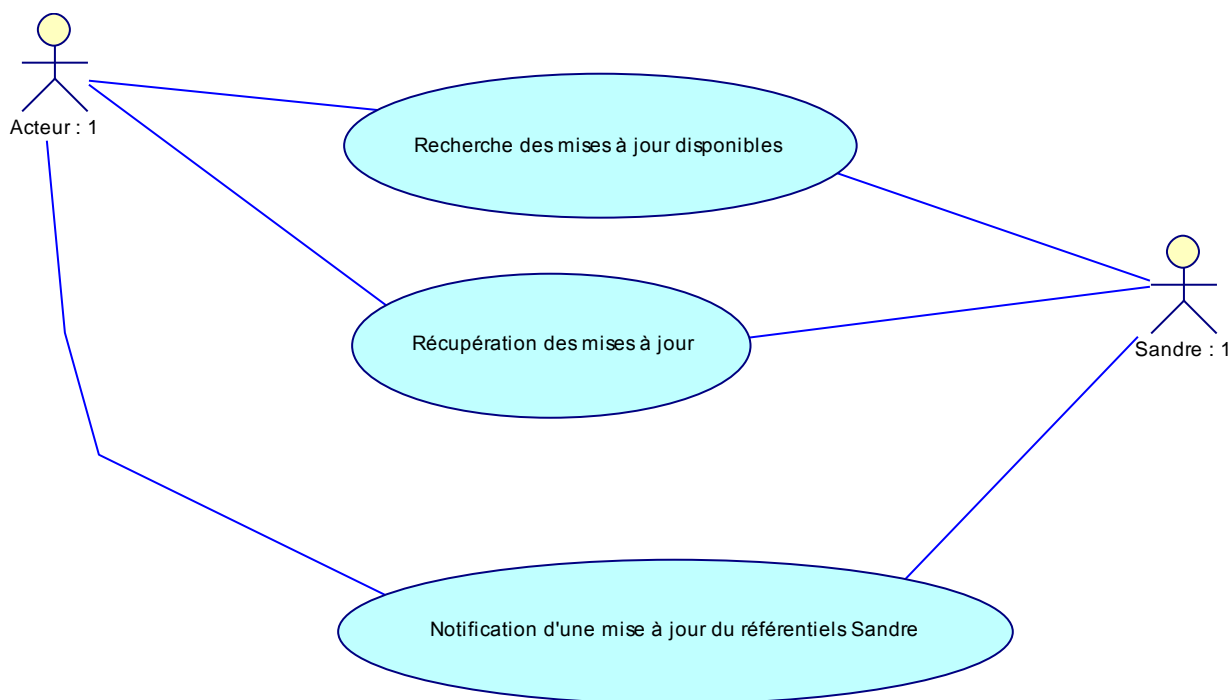 Acteur : 1
Recherche des mises à jour disponibles
Récupération des mises à jour
Sandre : 1
Notification d'une mise à jour du référentiels Sandre